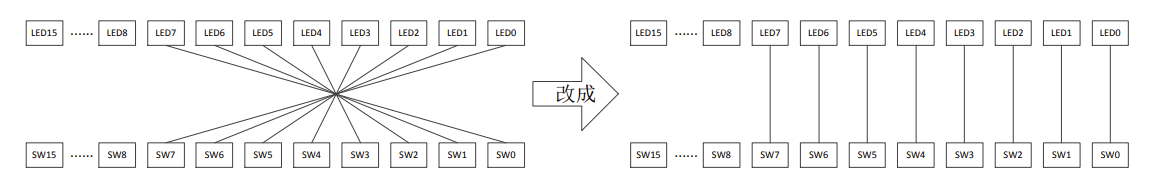 LED15 ...... LED8 LED7 LED6 LED5 LED4 LED3 LED2 LED1 LED0 LED15 ...... LED8 LED7 LED6 LED5 LED4 LED3 LED2 LED1 LED0
改成
SW15 ...... SW8 SW7 SW6 SW5 SW4 SW3 SW2 SW1 SW0 SW15 ...... SW8 SW7 SW6 SW5 SW4 SW3 SW2 SW1 SW0